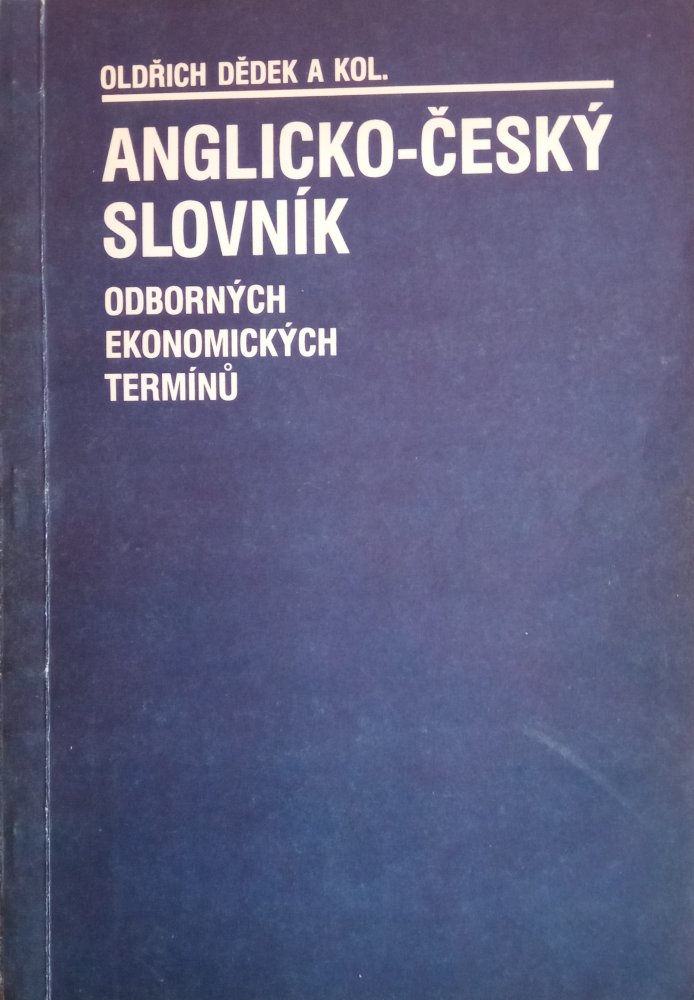 OLDŘICH DĚDEK A KOL.
ANGLICKO-ČESKÝ
SLOVNÍK
ODBORNÝCH
EKONOMICKÝCH
TERMÍNŮ